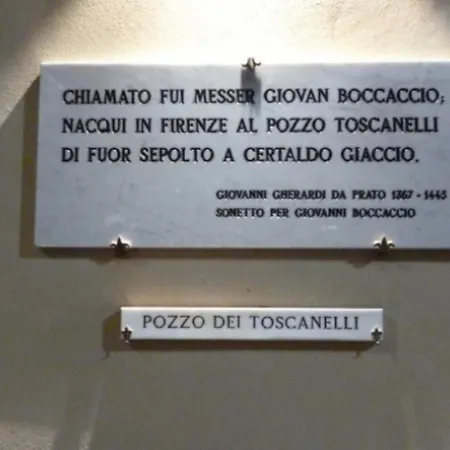 CHIAMATO FUI MESSER GIOVAN BOCCACCIO;
NACQUI IN FIRENZE AL POZZO TOSCANELLI
DI FUOR SEPOLTO A CERTALDO GIACCIO.
GIOVANNI GHERARDI DA PRATO 1367 - 1445
SONETTO PER GIOVANNI BOCCACCIO
POZZO DEI TOSCANELLI